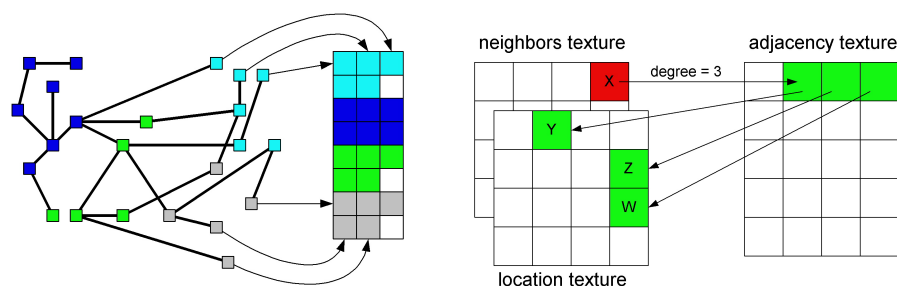 neighbors texture
adjacency texture
X
degree = 3
Y
Z
W
location texture